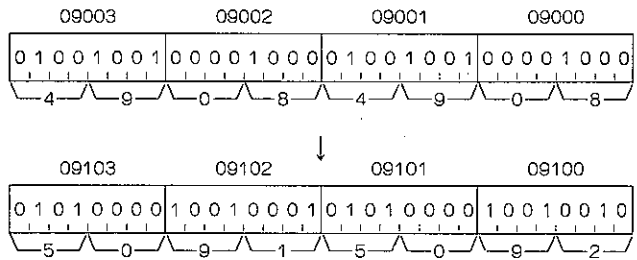 09003 09002 09001 09000
0 1 0 0 1 0 0 1 0 0 0 0 1 0 0 0 0 1 0 0 1 0 0 1 0 0 0 0 1 0 0 0
4 9 0 8 4 9 0 8
↓
09103 09102 09101 09100
0 1 0 1 0 0 0 0 1 0 0 1 0 0 0 1 0 1 0 1 0 0 0 0 1 0 0 1 0 0 1 0
5 0 9 1 5 0 9 2